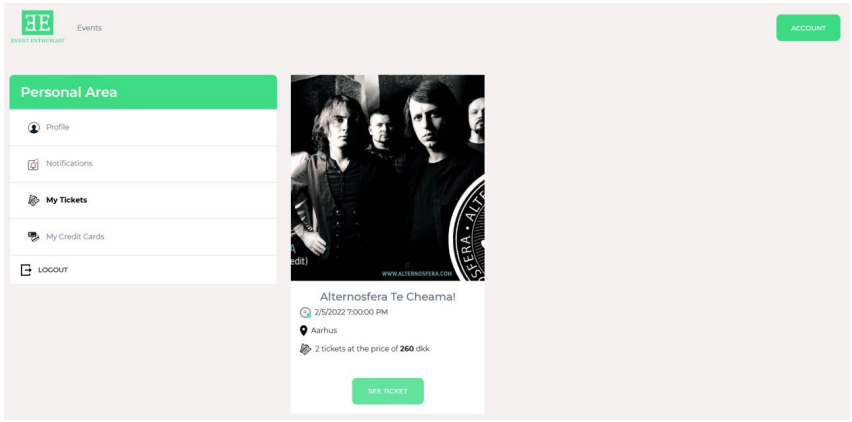 ƎE
EVENT ENTHUSIAST
Events
ACCOUNT
Personal Area
Profile
Notifications
My Tickets
My Credit Cards
LOGOUT
A
edit)
WWW.ALTERNOSFERA.COM
SFERA • ALTE
Alternosfera Te Cheama!
2/5/2022 7:00:00 PM
Aarhus
2 tickets at the price of 260 dkk
SEE TICKET